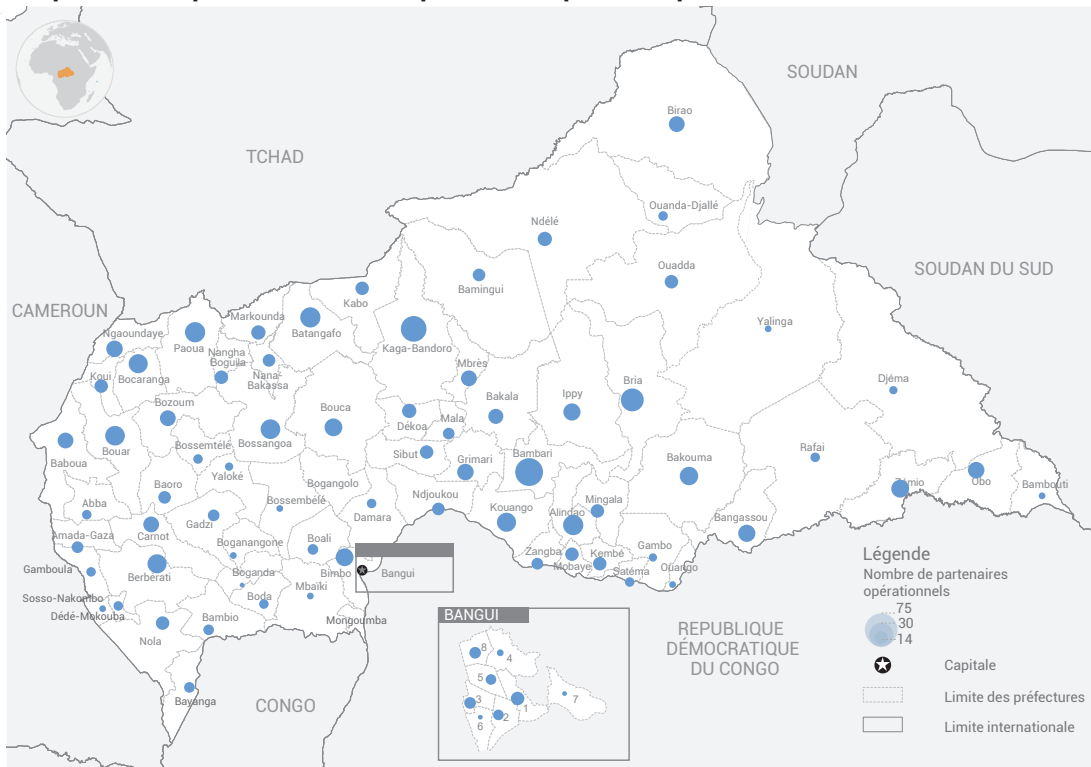 SOUDAN
Birao
TCHAD
Ouanda-Djallé
Ndélé
SOUDAN DU SUD
Ouadda
Bamingui
CAMEROUN
Kabo
Markounda
Batangafo
Yalinga
Ngaoundaye
Paoua
Kaga-Bandoro
Nangha
Boguila
Nana-
Bakassa
Koui
Bocaranga
Mbrès
Djéma
Ippy
Bria
Bozoum
Bouca
Bakala
Dékoa
Mala
Bossangoa
Bouar
Baboua
Bossemtélé
Sibut
Bambari
Rafai
Yaloké
Grimari
Bakouma
Baoro
Bogangolo
Zémio
Obo
Bambouti
Abba
Bossembélé
Ndjoukou
Mingala
Kouango
Alindao
Damara
Gadzi
Carnot
Bangassou
Amada-Gaza
Boganangone
Boali
Zangba
Mobaye
Kembé
Gambo
Gamboula
Berberati
Boganda
Bimbo
Bangui
Satéma
Ouango
Mbaïki
Sosso-Nakombo
Dédé-Mokouba
Boda
Bambio
Mongoumba
Nola
Bayanga
CONGO
REPUBLIQUE
DÉMOCRATIQUE
DU CONGO
BANGUI
8
4
5
3
1
7
2
6
Légende
Nombre de partenaires
opérationnels
75
30
14
Capitale
Limite des préfectures
Limite internationale